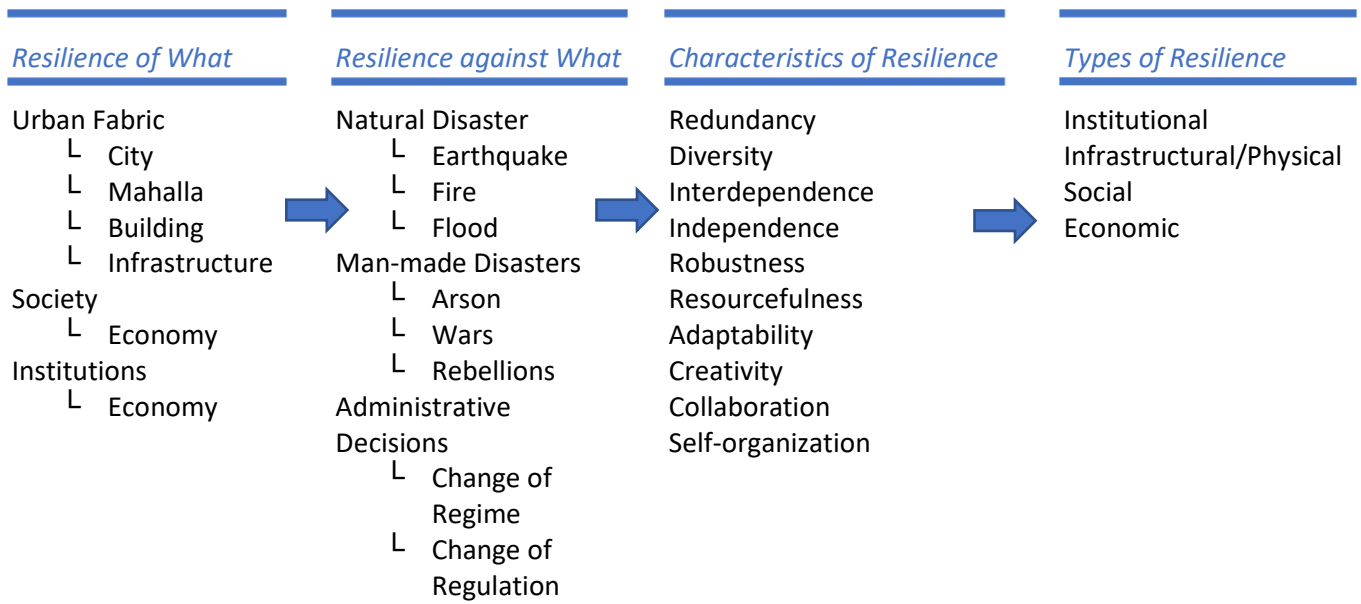 Resilience of What
Urban Fabric
└ City
└ Mahalla
└ Building
└ Infrastructure
Society
└ Economy
Institutions
└ Economy
Resilience against What
Natural Disaster
└ Earthquake
└ Fire
└ Flood
Man-made Disasters
└ Arson
└ Wars
└ Rebellions
Administrative
Decisions
└ Change of
Regime
└ Change of
Regulation
Characteristics of Resilience
Redundancy
Diversity
Interdependence
Independence
Robustness
Resourcefulness
Adaptability
Creativity
Collaboration
Self-organization
Types of Resilience
Institutional
Infrastructural/Physical
Social
Economic